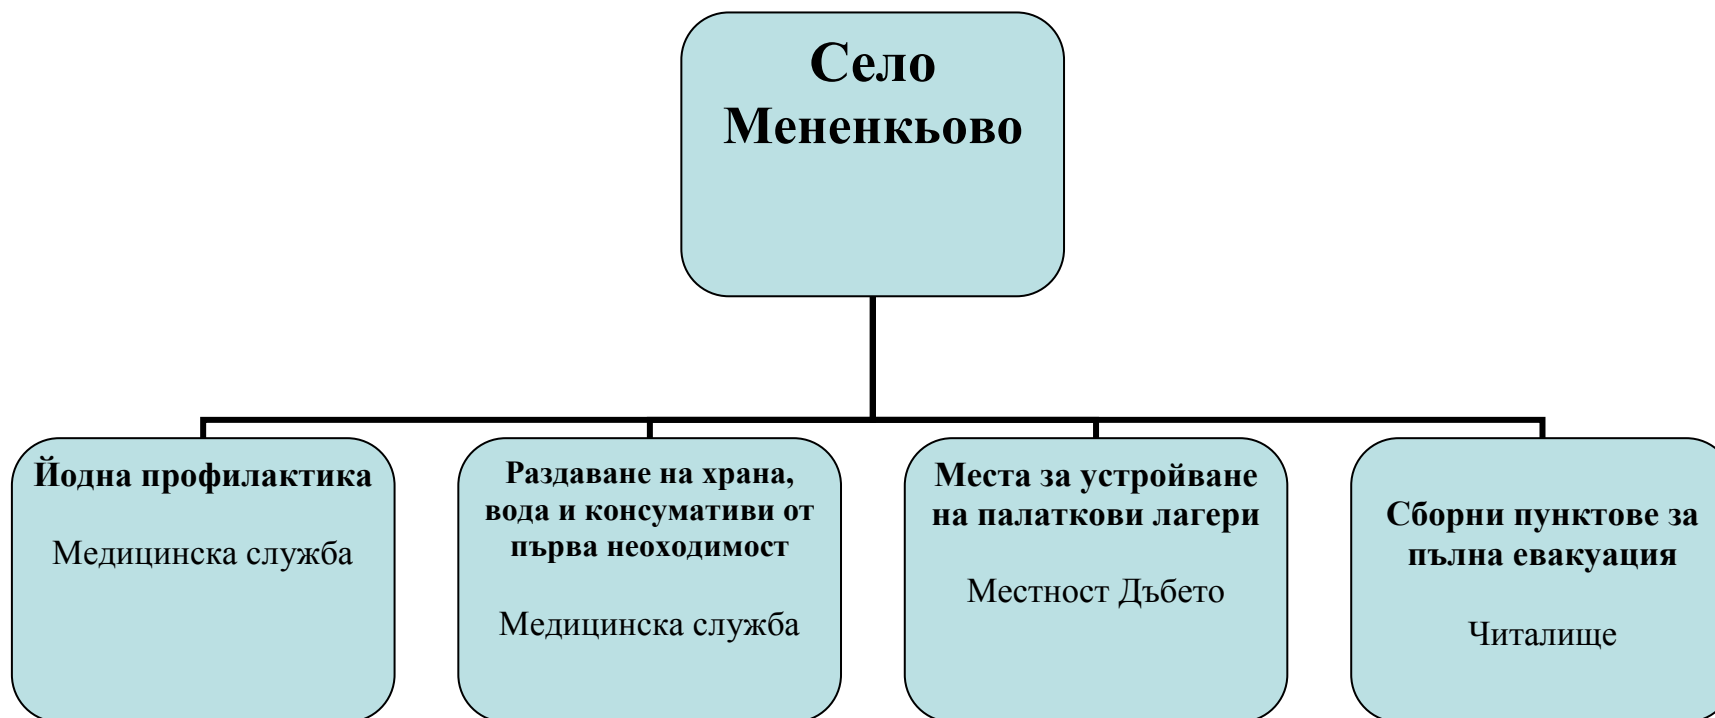 Село
Мененкьово
Йодна профилактика
Медицинска служба
Раздаване на храна,
вода и консумативи от
първа неоходимост
Медицинска служба
Места за устройване
на палаткови лагери
Местност Дъбето
Сборни пунктове за
пълна евакуация
Читалище